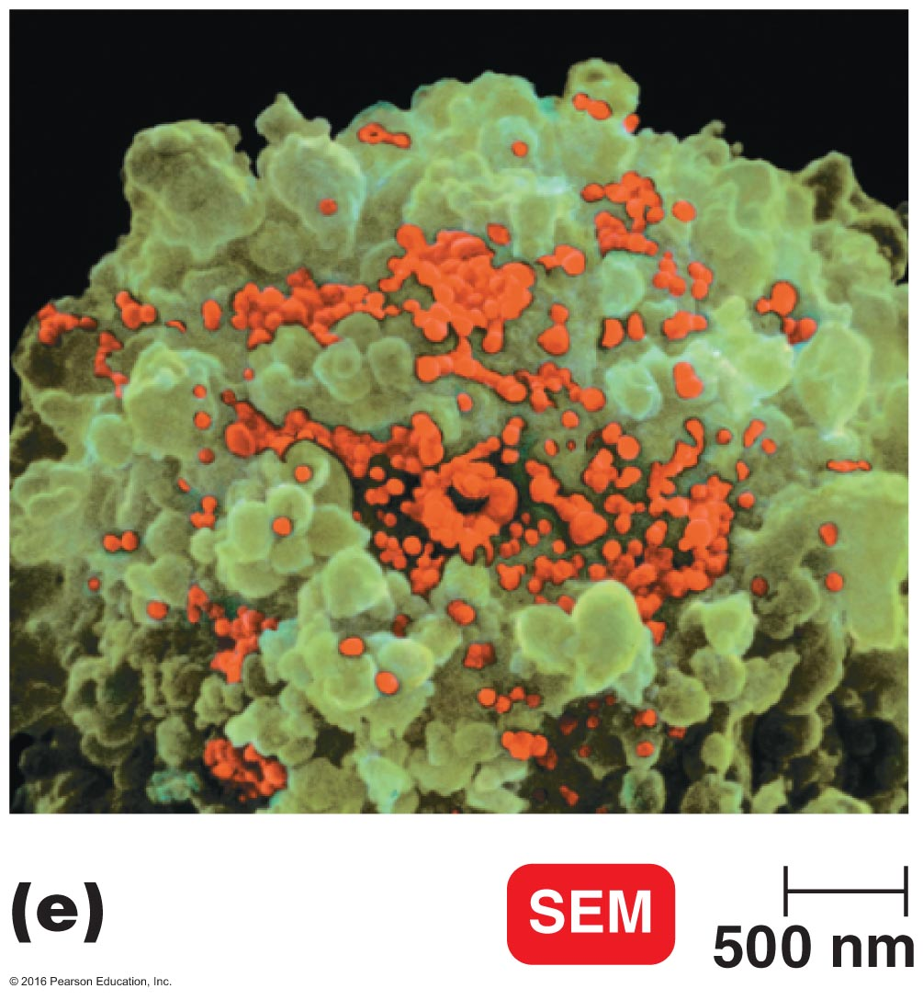 (e)
SEM
500 nm
© 2016 Pearson Education, Inc.